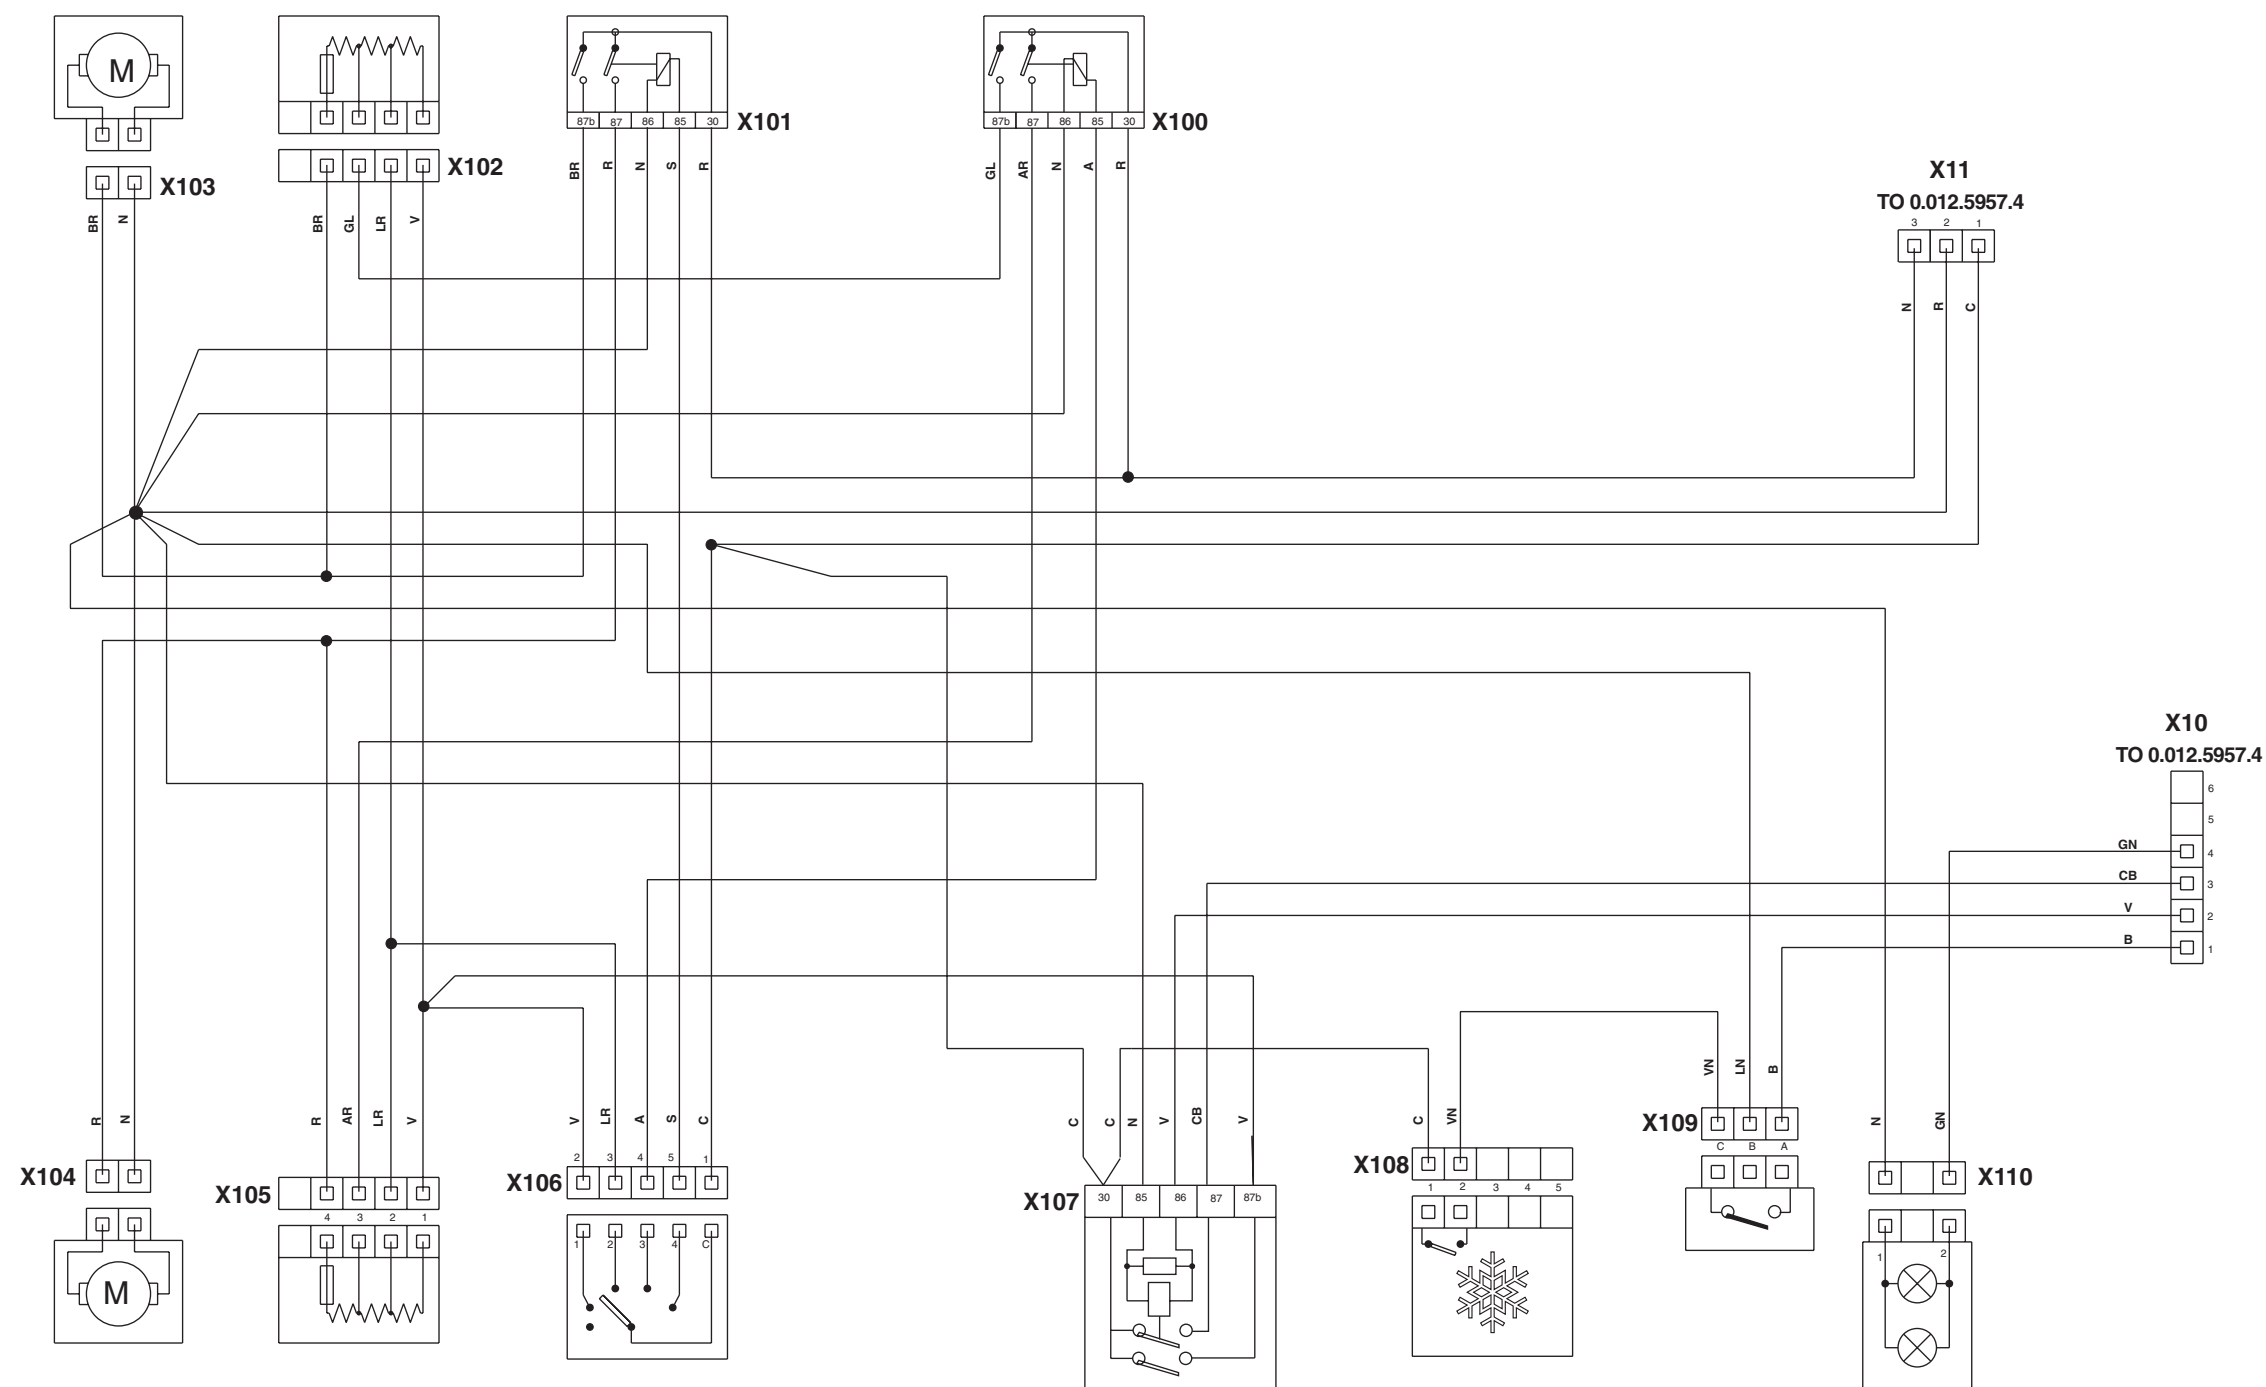 M
87b 87 86 85 30
X101
87b 87 86 85 30
X100
X102
X103
BR R N S R
GL AR N A R
BR N
BR GL LR V
X11
TO 0.012.5957.4
3 2 1
N R C
X10
TO 0.012.5957.4
6
5
GN 4
CB 3
V 2
B 1
R N
R AR LR V
V LR A S C
C C N V CB V
C VN
VN LN B
N GN
X104
X105
4 3 2 1
X106
2 3 4 5 1
1 2 3 4 C
X107
30 85 86 87 87b
X108
1 2 3 4 5
X109
C B A
X110
1 2
M